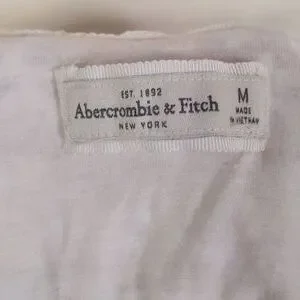 EST. 1892
Abercrombie & Fitch
NEW YORK
M
MADE
IN VIETNAM